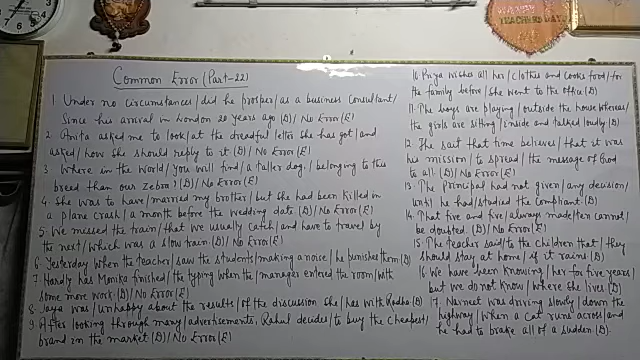 TEACHERS DAY
Common Error (Part-22)
1 Under no circumstances/ did he prosper/ as a business Consultant/
Since his arrival in London 20 years ago (D)/ No Error (E)
2 Anita asked me to look/ at the dreadful letter she has got/ and
asked/ how she should reply to it (D)/ No Error (E)
3 Where in the world/ you will find/ a taller dog/ belonging to this
breed than our Zebra? (D)/ No Error (E)
4. She was to have/ married my brother/ but she had been killed in
a plane crash/ a month before the wedding date (D)/ No Error (E)
5 We missed the train/ that we usually Catch/ and have to travel by
the next/ which was a slow train (D)/ No Error (E)
6 Yesterday when the teacher/ saw the students/ making a noise/ he punishes them (D)
7. Hardly has Monika finished/ the typing when the/ manager entered the room/ with
some more work (D)/ No Error (E)
8 Jaya was/ unhappy about the results/ of the discussion she/ has with Radha (D)
9 After looking through many/ advertisements, Rahul decides/ to buy the Cheapest/
brand in the market (D)/ No Error (E)
10 Priya wishes all her/ clothes and cooks food/ for
the family before/ she went to the office (D)
11. The boys are playing/ outside the house whereas/
the girls are sitting/ inside and talked loudly (D)
12 The sait that time believes/ that it was
his mission/ to spread/ the message of God
to all (D)/ No Error (E)
13. The Principal had not given/ any decision/
until he had/ studied the Compliant (D)
14. That five and five/ always made/ ten cannot/
be doubted. (D)/ No Error (E)
15. The teacher said/ to the children that/ they
should stay at home/ if it rains (D)
16 We have been knowing/ her for five years/
but we do not know/ where she lives (D)
17. Navneet was driving slowly/ down the
highway/ when a Cat runs across/ and
he had to brake all of a sudden (D)